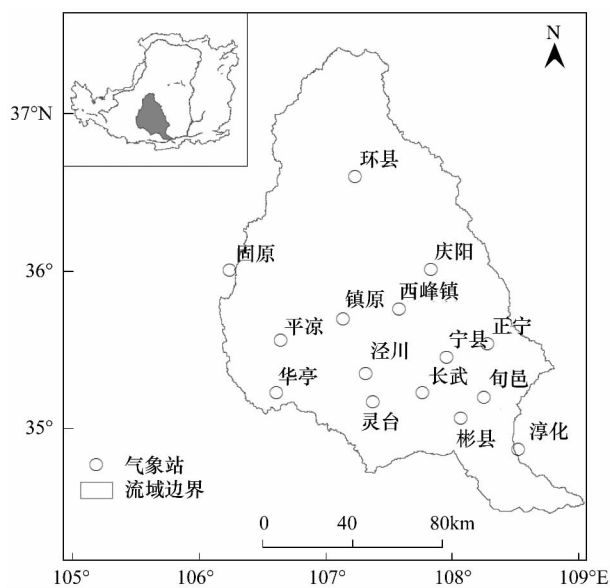 N
37°N
环县
固原
庆阳
36°
西峰镇
镇原
正宁
平凉
宁县
泾川
华亭
长武
旬邑
灵台
彬县
淳化
35°
气象站
流域边界
0 40 80km
105° 106° 107° 108° 109°E